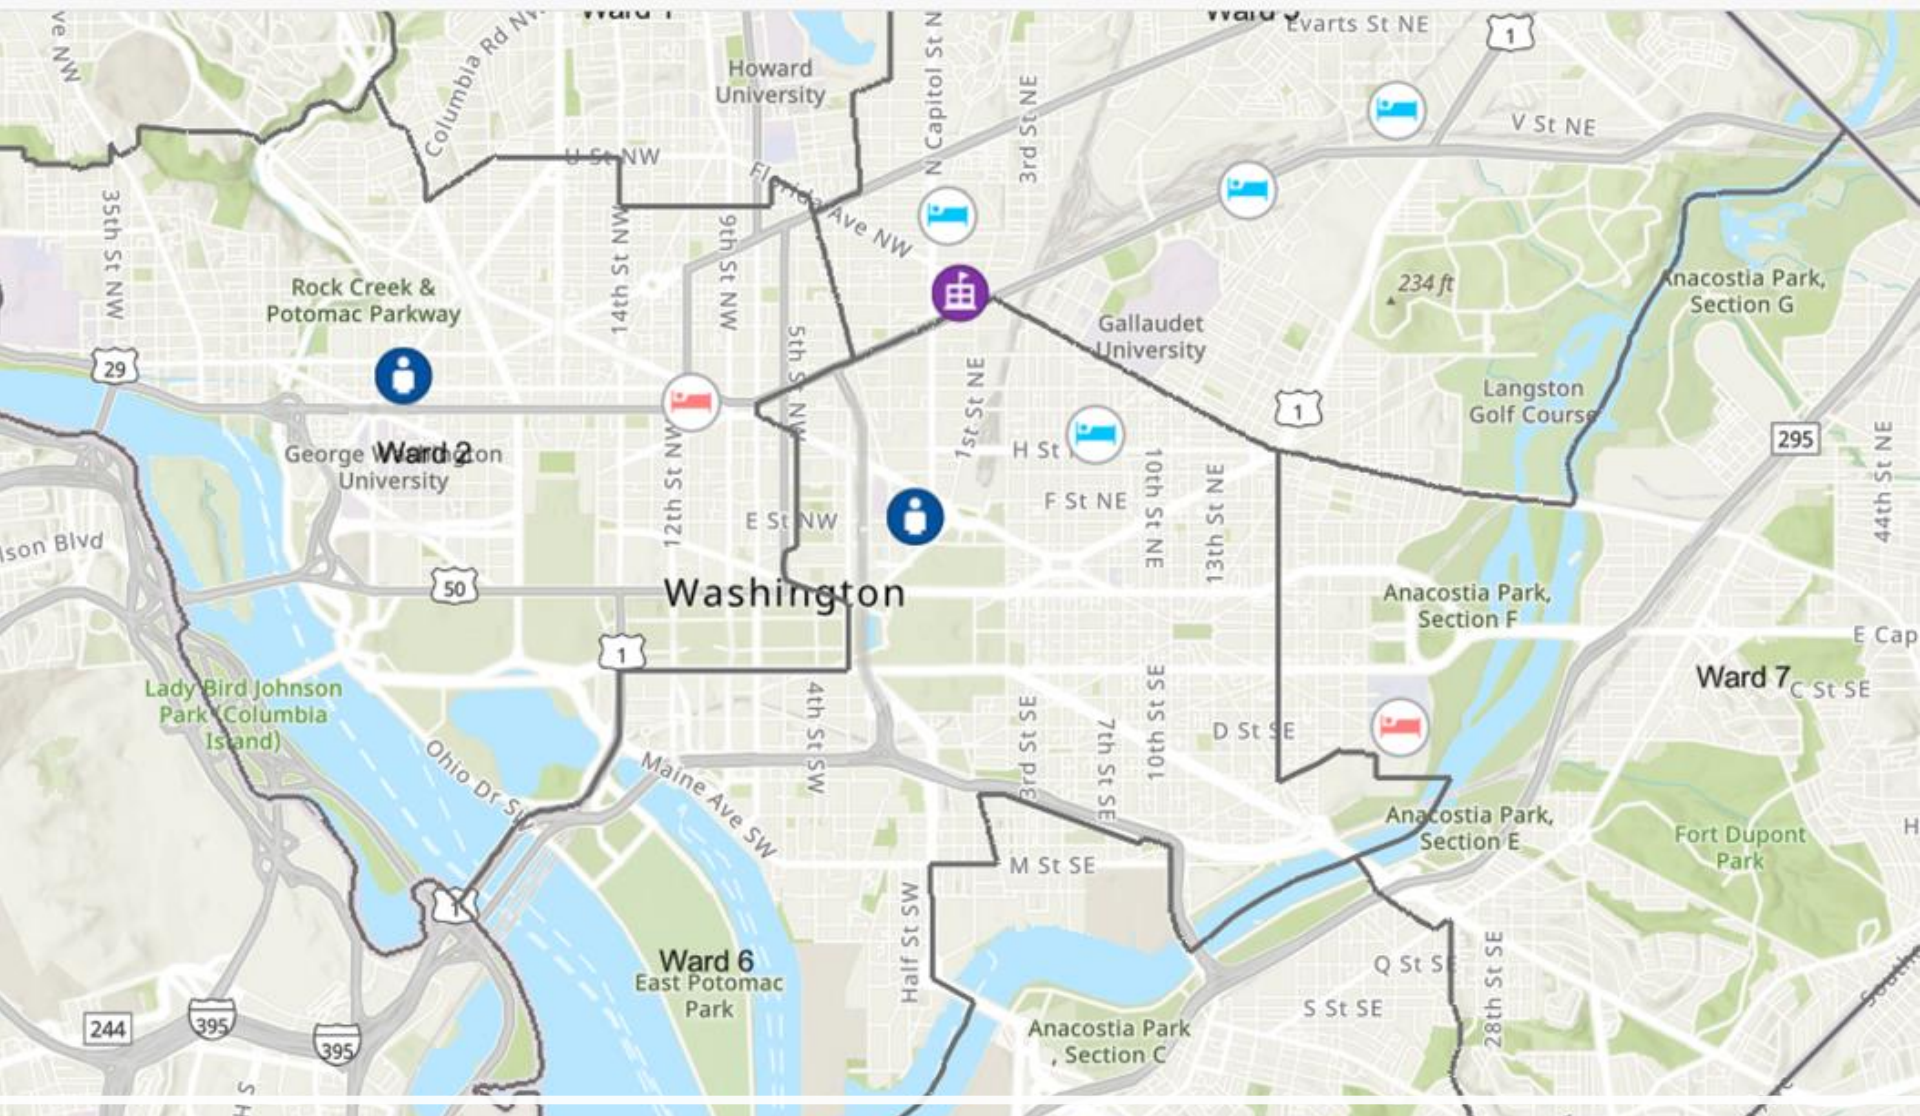 Ward 1
Ward 5
Evarts St NE
1
Columbia Rd NW
Howard
University
N Capitol St N
3rd St NE
V St NE
U St NW
Florida Ave NW
35th St NW
14th St NW
9th St NW
Rock Creek &
Potomac Parkway
234 ft
Anacostia Park,
Section G
Gallaudet
University
5th St NW
1st St NE
29
Langston
Golf Course
1
295
44th St NE
George Washington
University
Ward 2
12th St NW
H St
10th St NE
13th St NE
F St NE
E St NW
lson Blvd
50
Washington
Anacostia Park,
Section F
E Cap
1
Ward 7
C St SE
Lady Bird Johnson
Park (Columbia
Island)
4th St SW
3rd St SE
7th St SE
10th St SE
D St SE
Ohio Dr SW
Maine Ave SW
Anacostia Park,
Section E
Fort Dupont
Park
H
M St SE
1
Half St SW
Ward 6
East Potomac
Park
Q St SE
28th St SE
S St SE
244
395
395
Anacostia Park
, Section C
H S